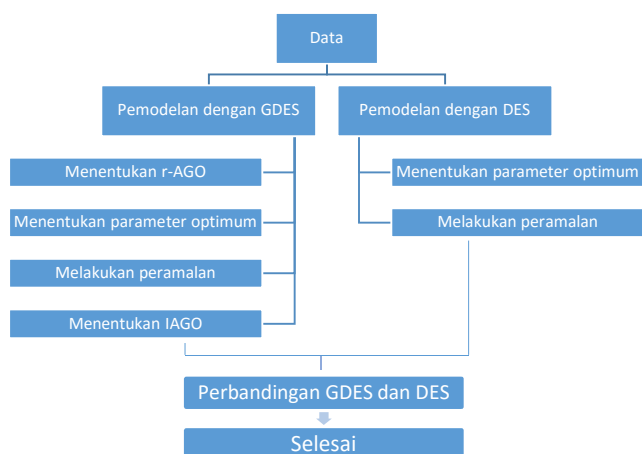 Data
Pemodelan dengan GDES
Pemodelan dengan DES
Menentukan r-AGO
Menentukan parameter optimum
Melakukan peramalan
Menentukan IAGO
Menentukan parameter optimum
Melakukan peramalan
Perbandingan GDES dan DES
Selesai